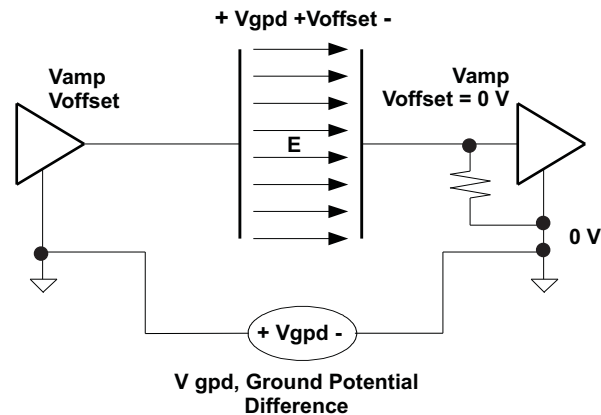 + Vgpd +Voffset -
Vamp
Voffset
Vamp
Voffset = 0 V
E
0 V
+ Vgpd -
V gpd, Ground Potential
Difference